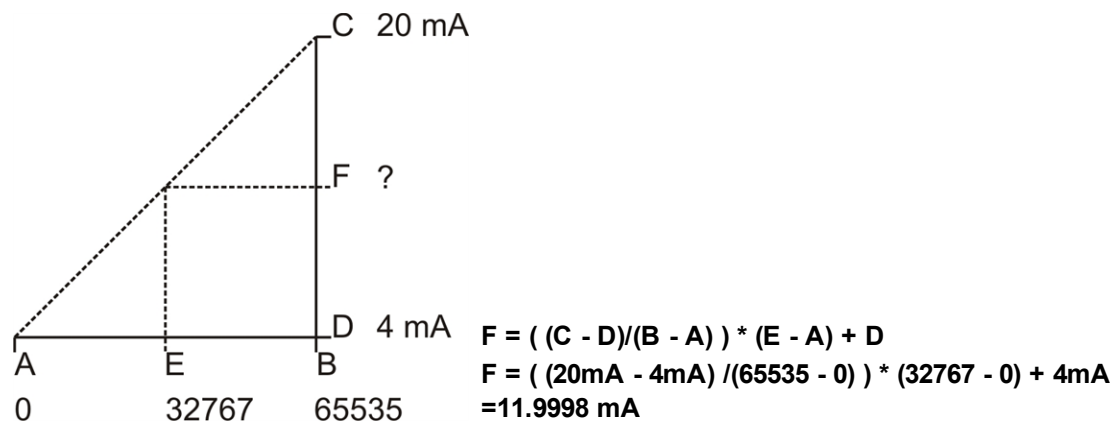 C 20 mA
F ?
D 4 mA
F = ( (C - D)/(B - A) ) * (E - A) + D
A E B
F = ( (20mA - 4mA) /(65535 - 0) ) * (32767 - 0) + 4mA
0 32767 65535
=11.9998 mA